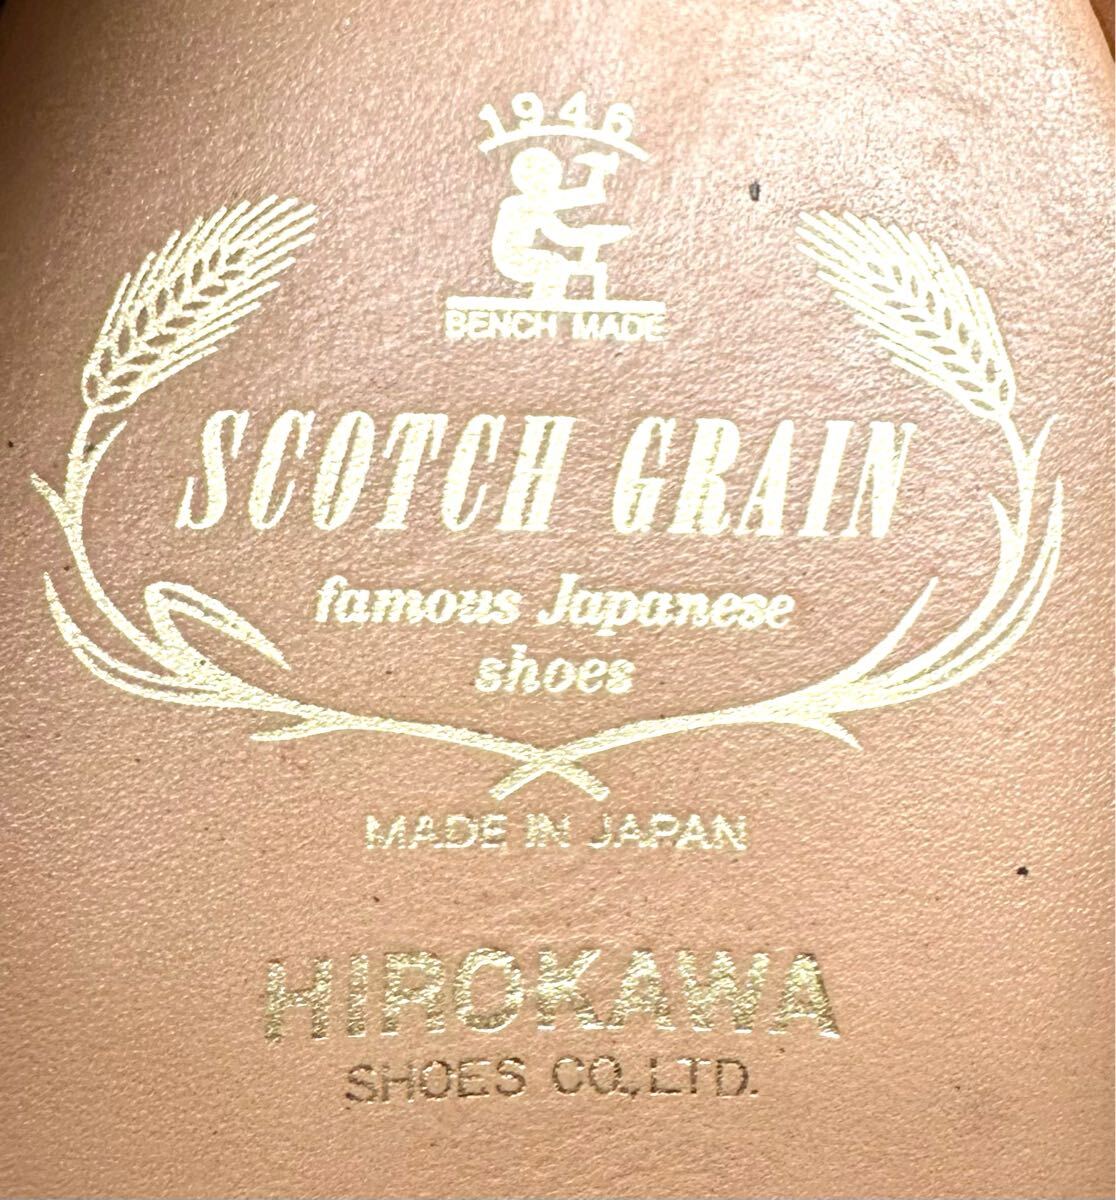 1946
BENCH MADE
SCOTCH GRAIN
famous Japanese
shoes
MADE IN JAPAN
HIROKAWA
SHOES CO.,LTD.